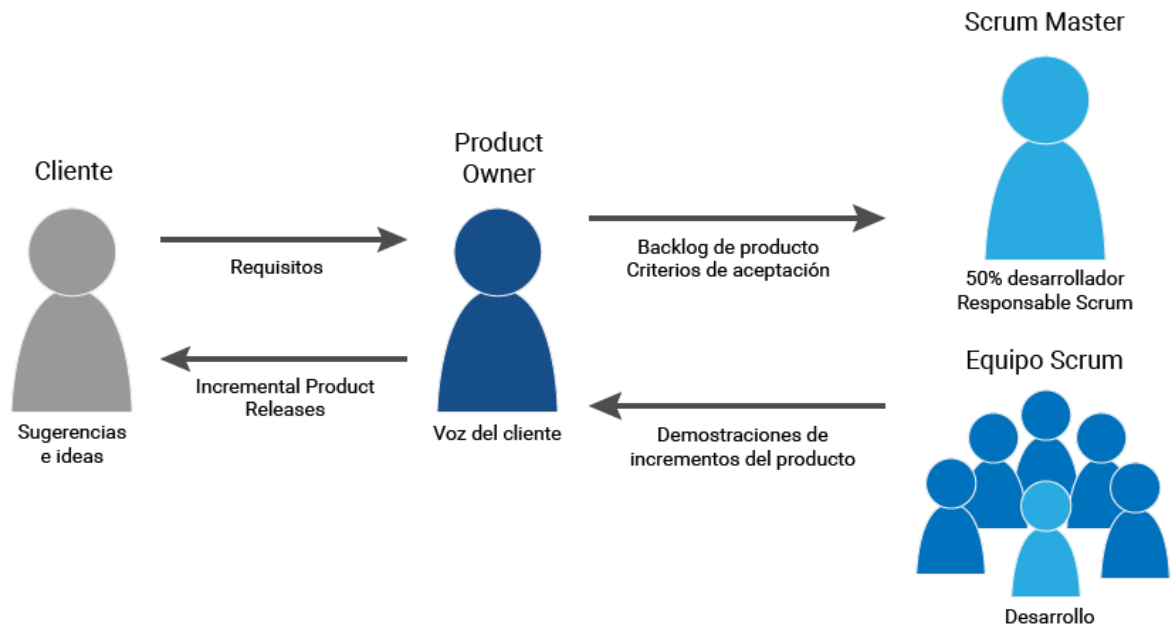 Scrum Master
Product
Owner
Cliente
Requisitos
Backlog de producto
Criterios de aceptación
50% desarrollador
Responsable Scrum
Equipo Scrum
Incremental Product
Releases
Sugerencias
e ideas
Voz del cliente
Demostraciones de
incrementos del producto
Desarrollo